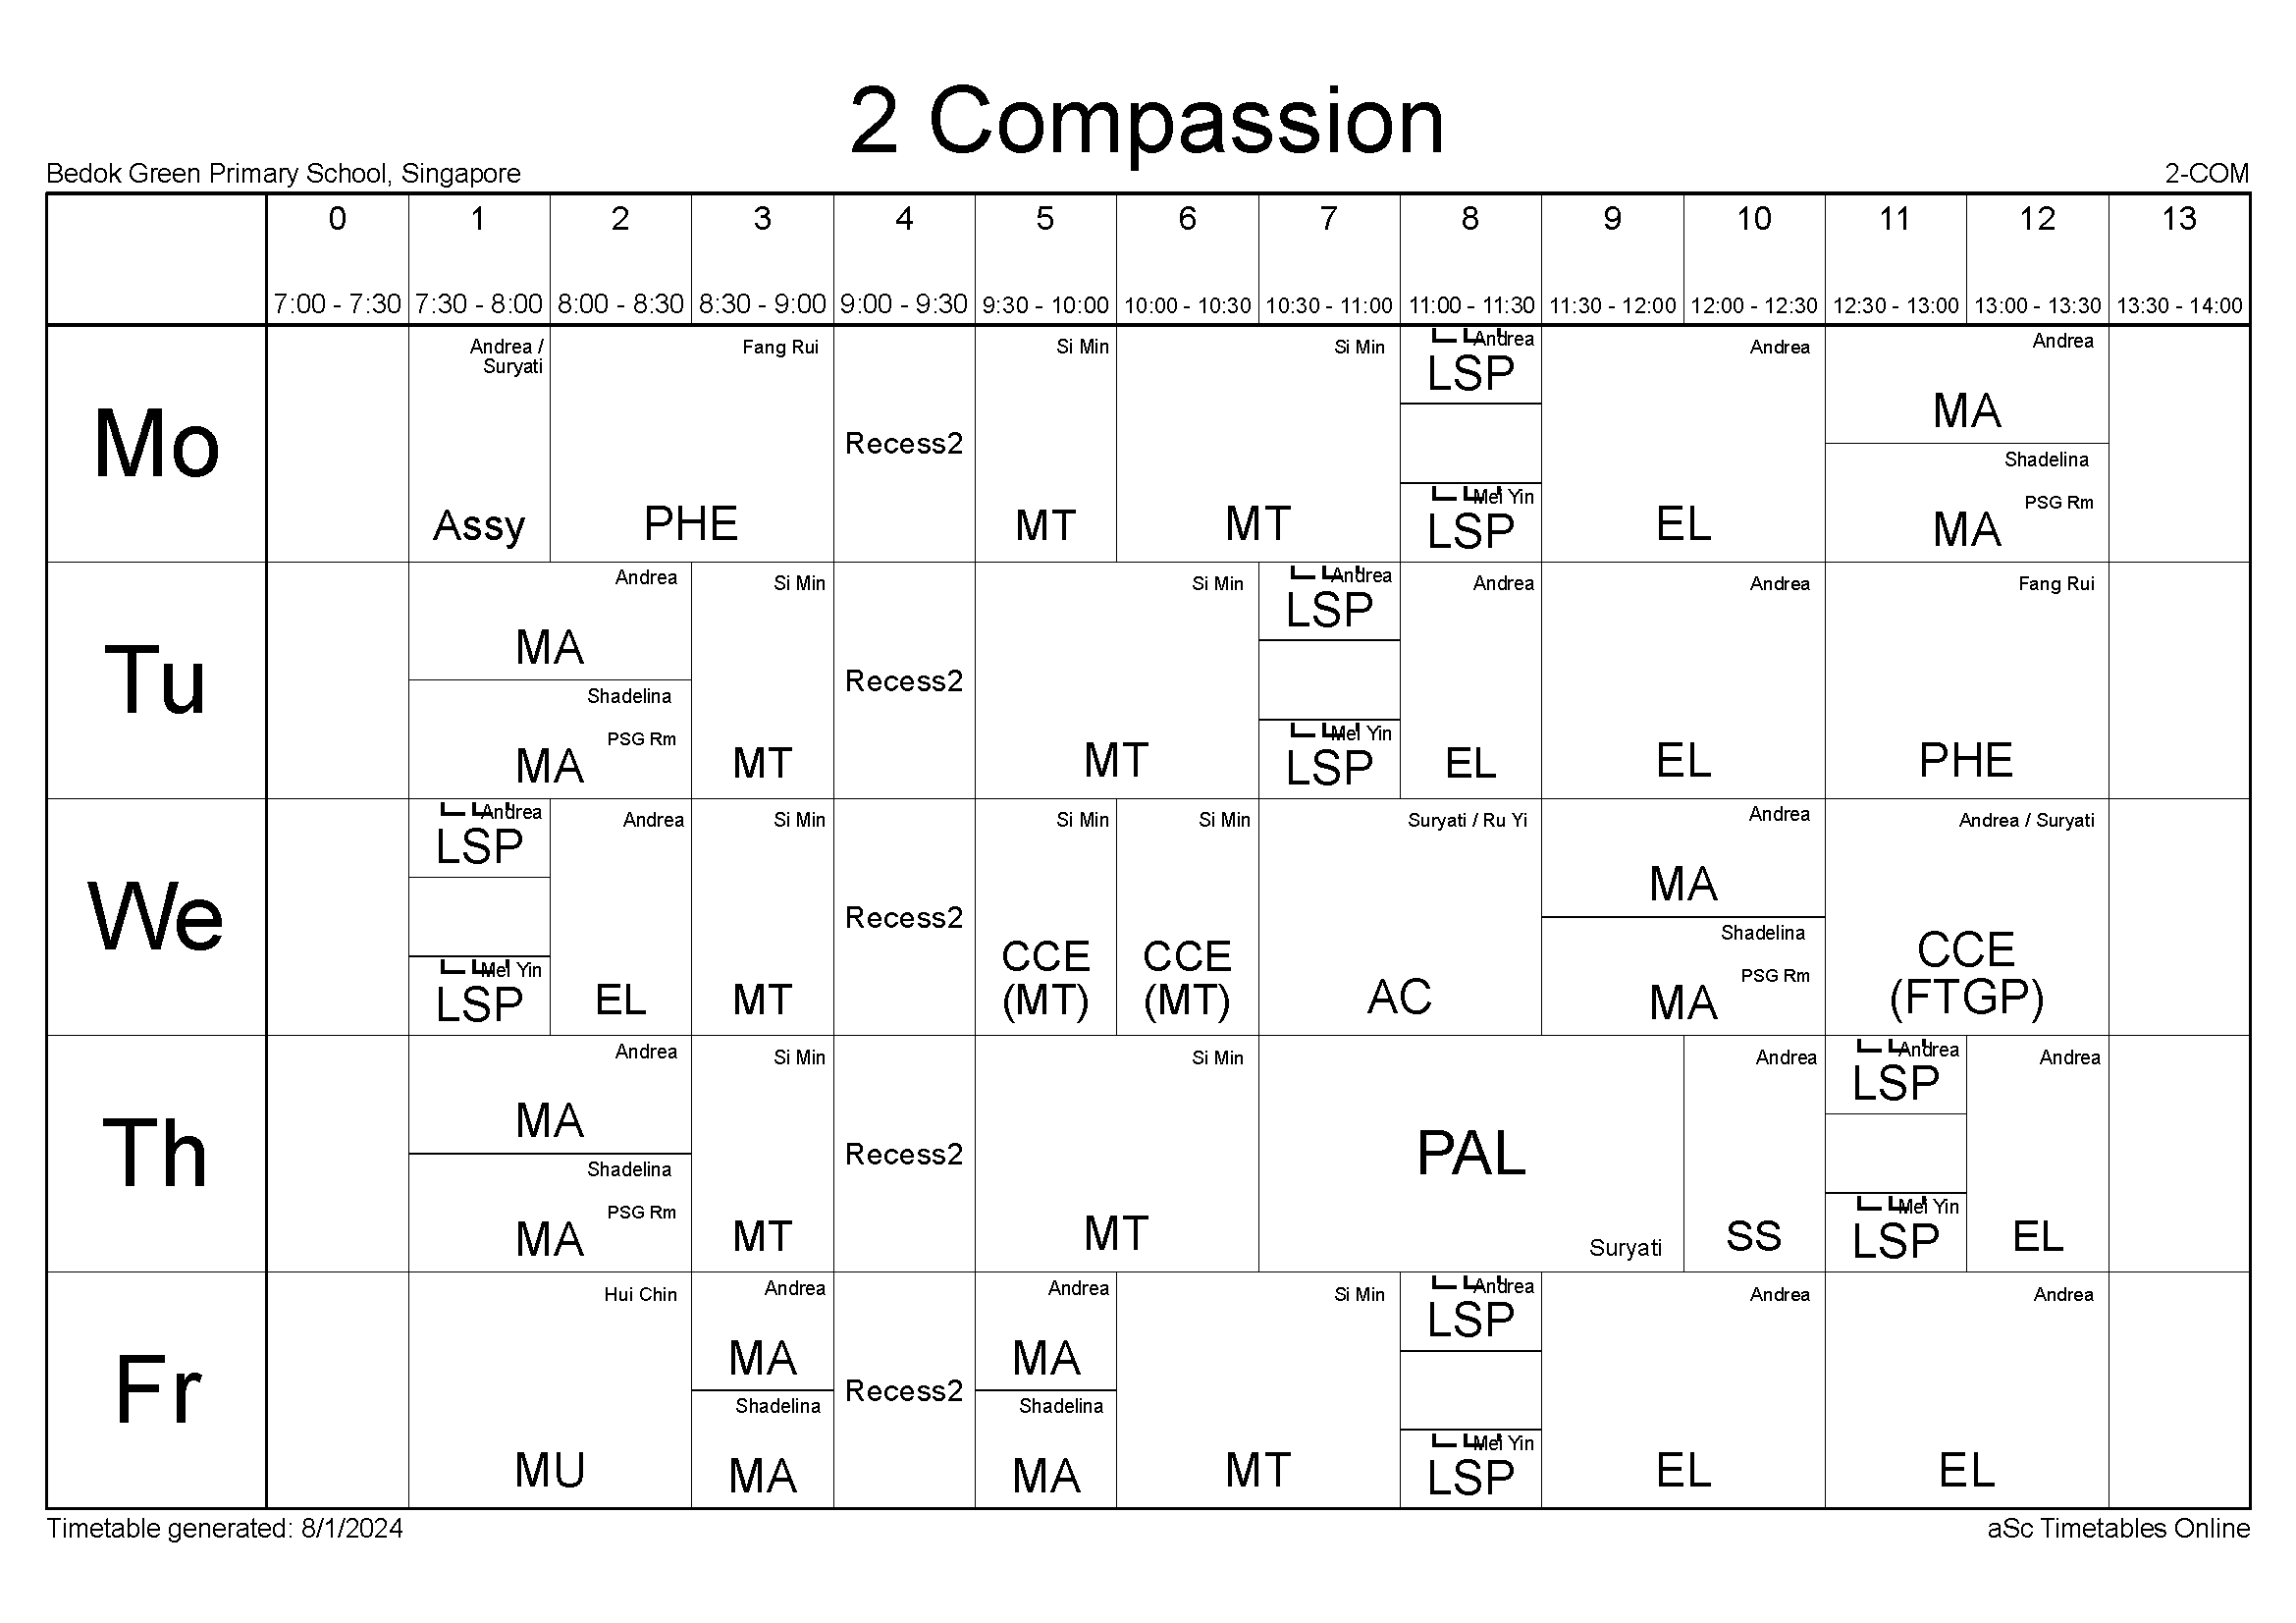 2 Compassion
Bedok Green Primary School, Singapore
2-COM
0 1 2 3 4 5 6 7 8 9 10 11 12 13
7:00 - 7:30 7:30 - 8:00 8:00 - 8:30 8:30 - 9:00 9:00 - 9:30 9:30 - 10:00 10:00 - 10:30 10:30 - 11:00 11:00 - 11:30 11:30 - 12:00 12:00 - 12:30 12:30 - 13:00 13:00 - 13:30 13:30 - 14:00
Mo
Andrea /
Suryati
Assy
Fang Rui
PHE
Recess2
Si Min
MT
Si Min
MT
Andrea
LSP
Mei Yin
LSP
Andrea
EL
Andrea
MA
Shadelina
PSG Rm
MA
Tu
Andrea
MA
Shadelina
PSG Rm
MA
Si Min
MT
Recess2
Si Min
MT
Andrea
LSP
Mei Yin
LSP
Andrea
EL
Andrea
EL
Fang Rui
PHE
We
Andrea
LSP
Mei Yin
LSP
Andrea
EL
Si Min
MT
Recess2
Si Min
CCE
(MT)
Si Min
CCE
(MT)
Suryati / Ru Yi
AC
Andrea
MA
Shadelina
PSG Rm
MA
Andrea / Suryati
CCE
(FTGP)
Th
Andrea
MA
Shadelina
PSG Rm
MA
Si Min
MT
Recess2
Si Min
MT
PAL
Suryati
Andrea
SS
Andrea
LSP
Mei Yin
LSP
Andrea
EL
Fr
Hui Chin
MU
Andrea
MA
Shadelina
MA
Recess2
Andrea
MA
Shadelina
MA
Si Min
MT
Andrea
LSP
Mei Yin
LSP
Andrea
EL
Andrea
EL
Timetable generated: 8/1/2024
aSc Timetables Online